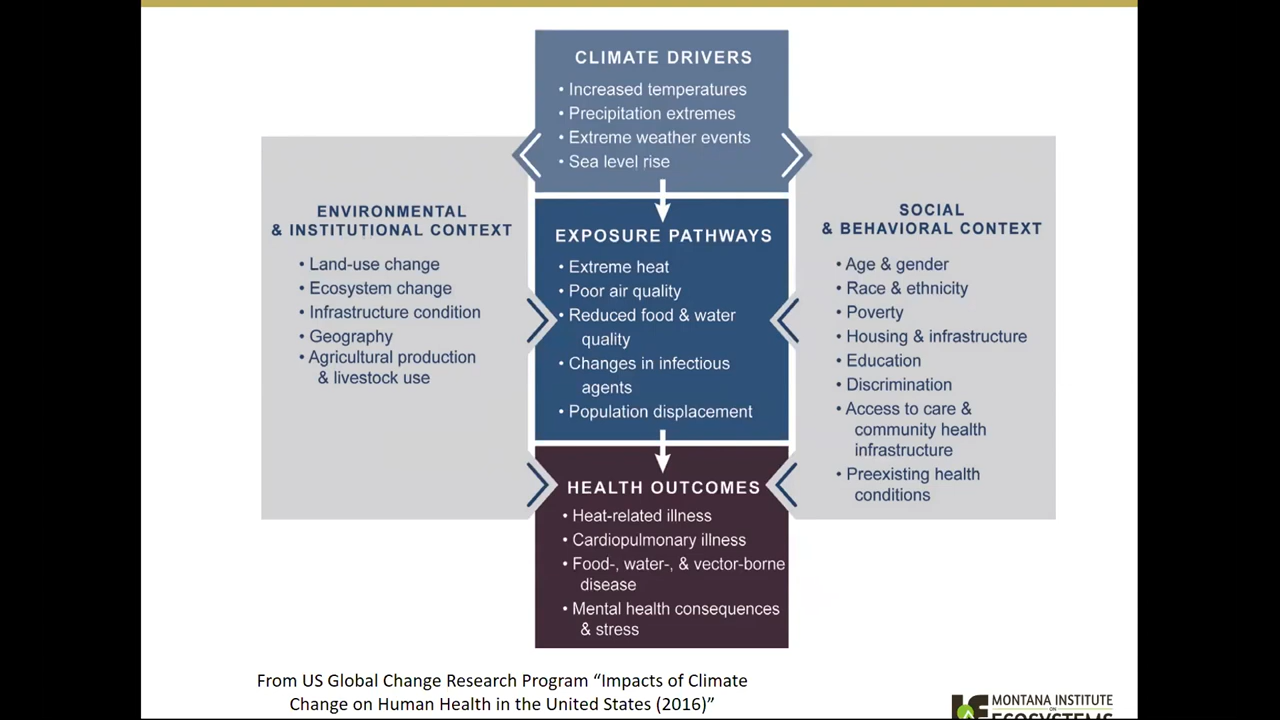 CLIMATE DRIVERS
• Increased temperatures
• Precipitation extremes
• Extreme weather events
• Sea level rise
ENVIRONMENTAL
& INSTITUTIONAL CONTEXT
• Land-use change
• Ecosystem change
• Infrastructure condition
• Geography
• Agricultural production
& livestock use
EXPOSURE PATHWAYS
• Extreme heat
• Poor air quality
• Reduced food & water
quality
• Changes in infectious
agents
• Population displacement
SOCIAL
& BEHAVIORAL CONTEXT
• Age & gender
• Race & ethnicity
• Poverty
• Housing & infrastructure
• Education
• Discrimination
• Access to care &
community health
infrastructure
• Preexisting health
conditions
HEALTH OUTCOMES
• Heat-related illness
• Cardiopulmonary illness
• Food-, water-, & vector-borne
disease
• Mental health consequences
& stress
From US Global Change Research Program “Impacts of Climate
Change on Human Health in the United States (2016)”
MONTANA INSTITUTE
ON
ECOSYSTEMS